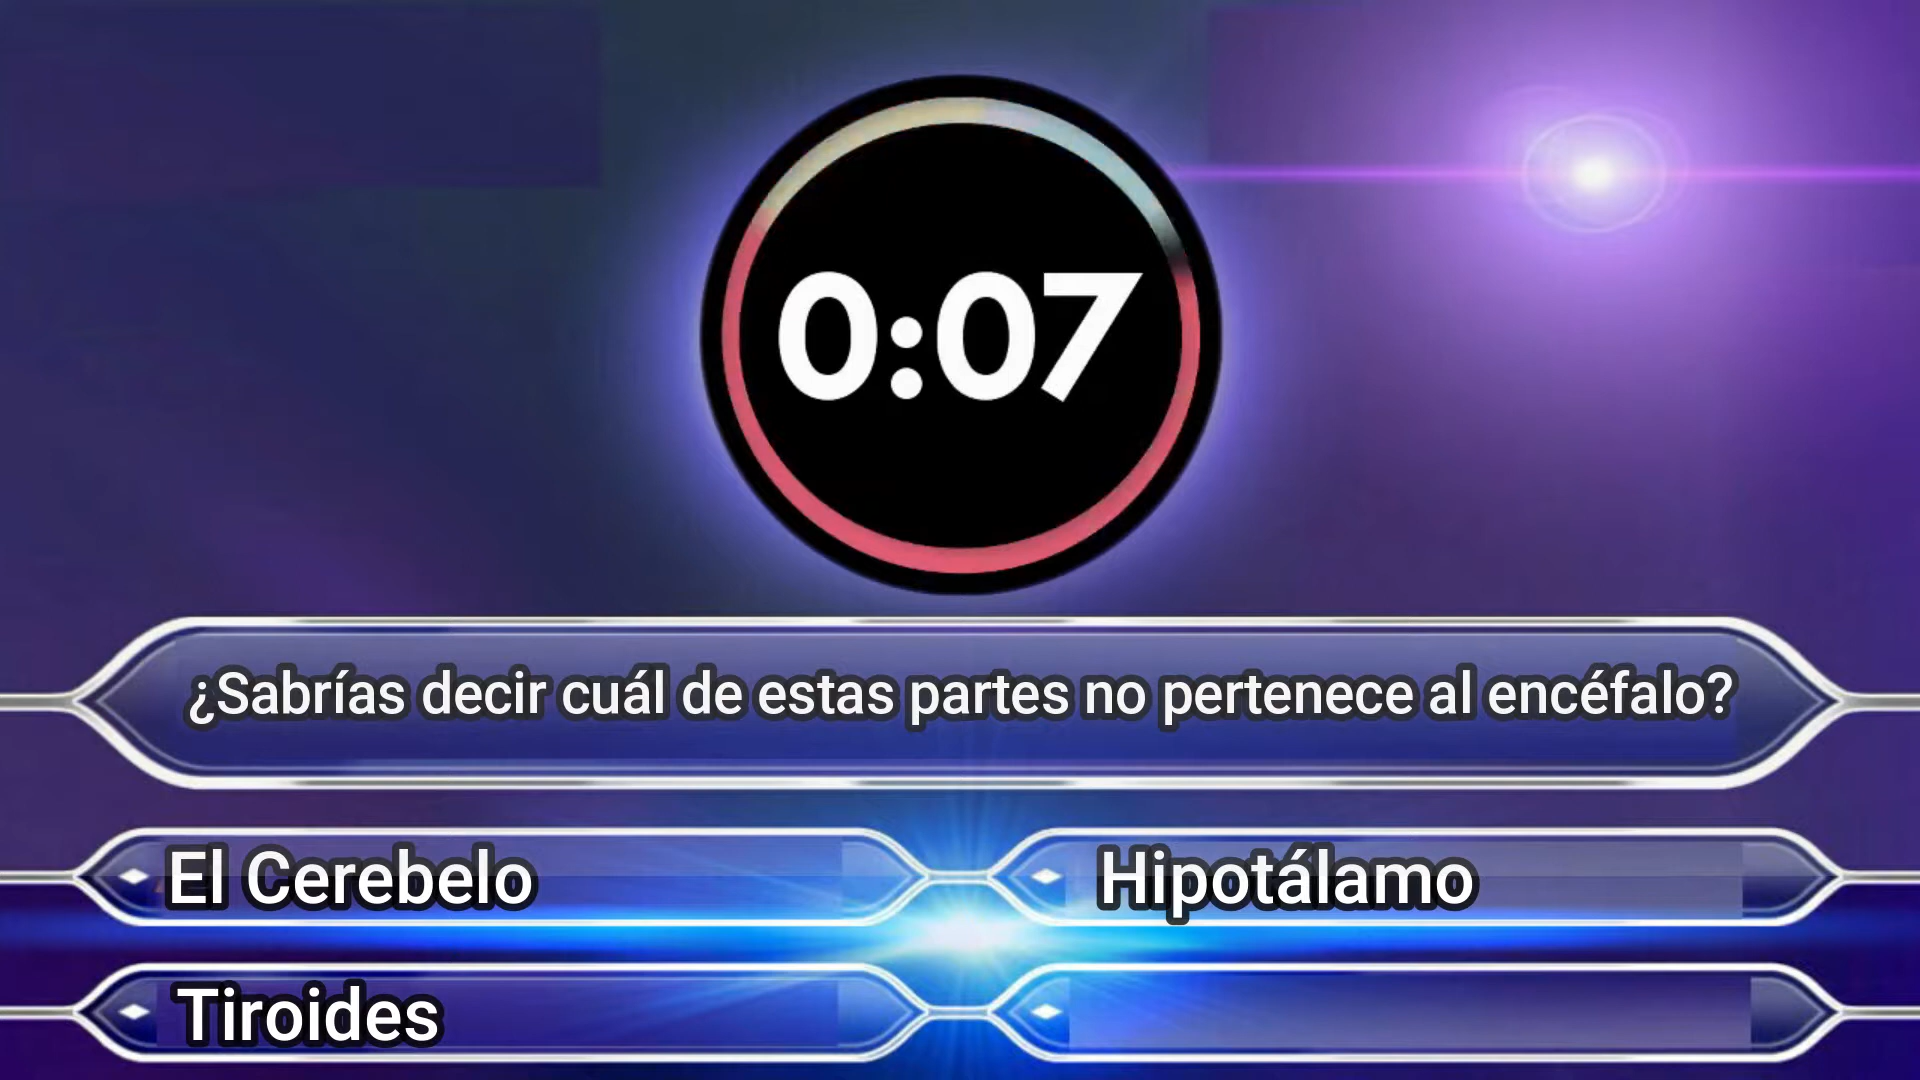 0:07
¿Sabrías decir cuál de estas partes no pertenece al encéfalo?
El Cerebelo
Hipotálamo
Tiroides